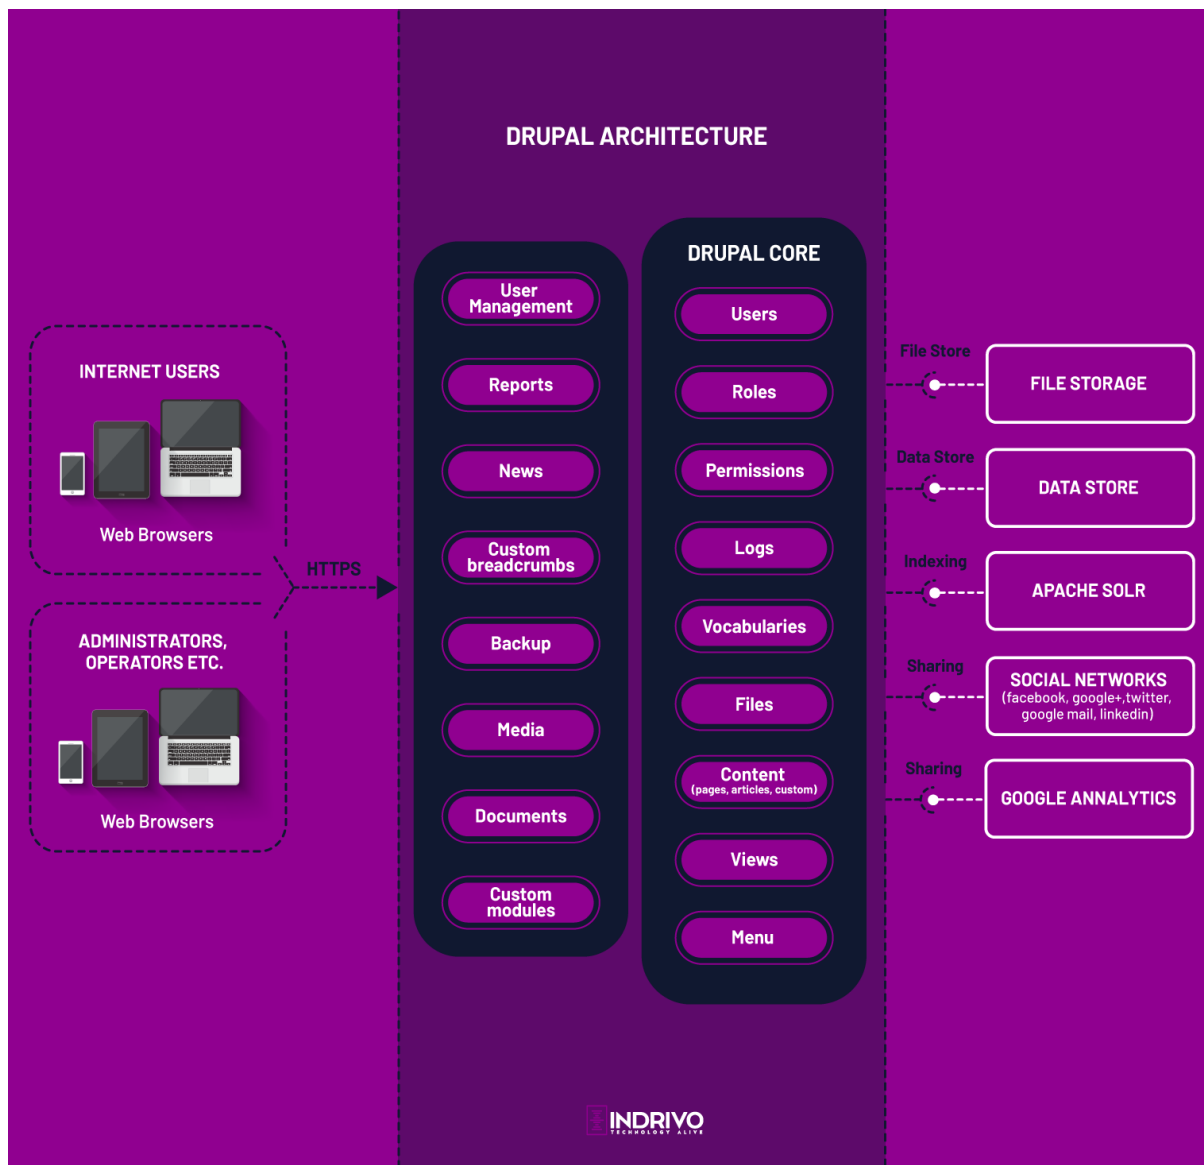 DRUPAL ARCHITECTURE
INTERNET USERS
Web Browsers
ADMINISTRATORS,
OPERATORS ETC.
Web Browsers
HTTPS
User
Management
Reports
News
Custom
breadcrumbs
Backup
Media
Documents
Custom
modules
DRUPAL CORE
Users
Roles
Permissions
Logs
Vocabularies
Files
Content
(pages, articles, custom)
Views
Menu
File Store
FILE STORAGE
Data Store
DATA STORE
Indexing
APACHE SOLR
Sharing
SOCIAL NETWORKS
(facebook, google+,twitter,
google mail, linkedin)
Sharing
GOOGLE ANNALYTICS
INDRIVO
TECHNOLOGY ALIVE